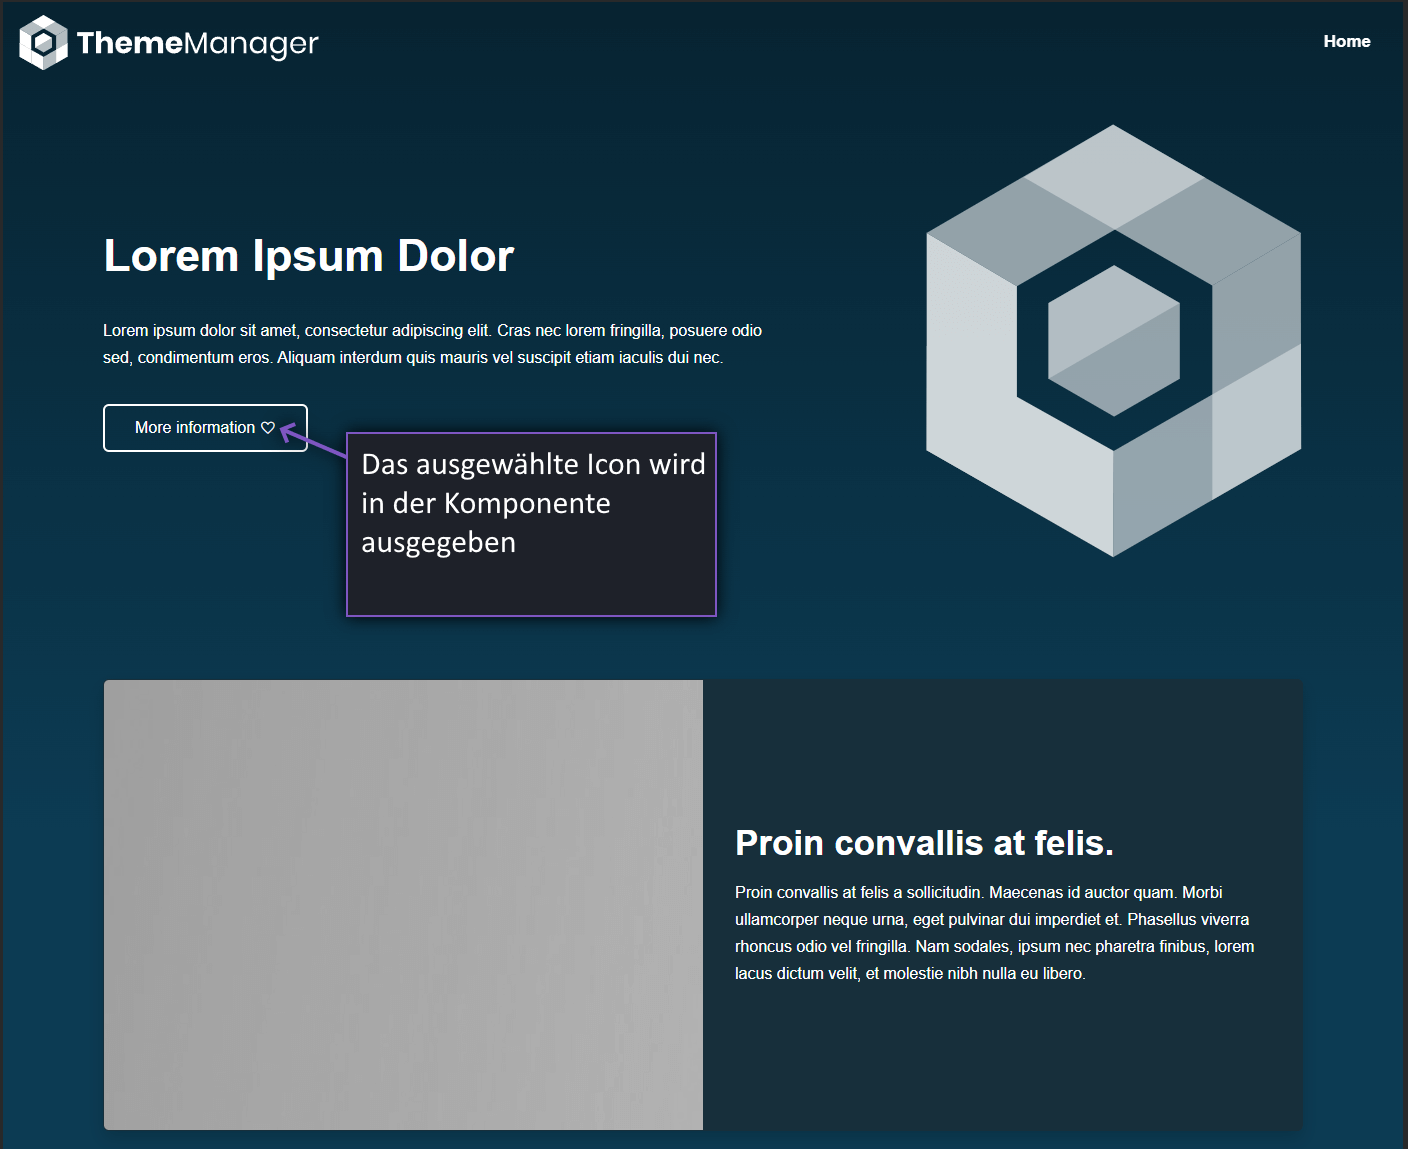 ThemeManager
Home
Lorem Ipsum Dolor
Lorem ipsum dolor sit amet, consectetur adipiscing elit. Cras nec lorem fringilla, posuere odio
sed, condimentum eros. Aliquam interdum quis mauris vel suscipit etiam iaculis dui nec.
More information ♡
Das ausgewählte Icon wird
in der Komponente
ausgegeben
Proin convallis at felis.
Proin convallis at felis a sollicitudin. Maecenas id auctor quam. Morbi
ullamcorper neque urna, eget pulvinar dui imperdiet et. Phasellus viverra
rhoncus odio vel fringilla. Nam sodales, ipsum nec pharetra finibus, lorem
lacus dictum velit, et molestie nibh nulla eu libero.